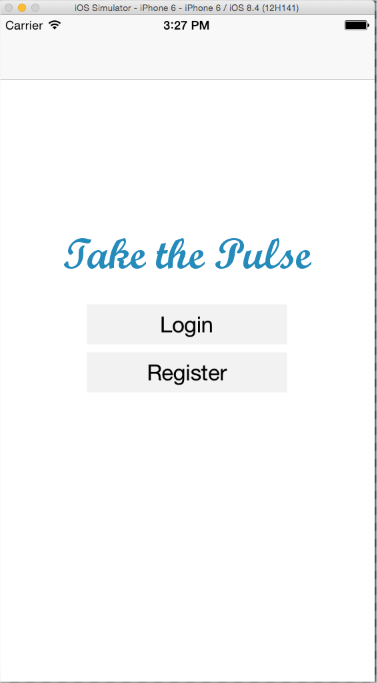 iOS Simulator - iPhone 6 - iPhone 6 / iOS 8.4 (12H141)
Carrier 3:27 PM
Take the Pulse
Login
Register